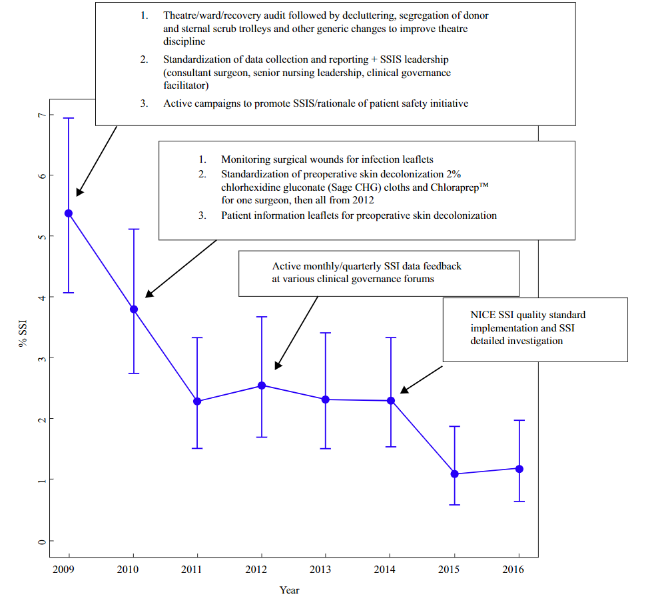 1. Theatre/ward/recovery audit followed by decluttering, segregation of donor
and sternal scrub trolleys and other generic changes to improve theatre
discipline
2. Standardization of data collection and reporting + SSIS leadership
(consultant surgeon, senior nursing leadership, clinical governance
facilitator)
3. Active campaigns to promote SSIS/rationale of patient safety initiative
1. Monitoring surgical wounds for infection leaflets
2. Standardization of preoperative skin decolonization 2%
chlorhexidine gluconate (Sage CHG) cloths and Chloraprep™
for one surgeon, then all from 2012
3. Patient information leaflets for preoperative skin decolonization
Active monthly/quarterly SSI data feedback
at various clinical governance forums
NICE SSI quality standard
implementation and SSI
detailed investigation
% SSI
7
6
5
4
3
2
1
0
2009 2010 2011 2012 2013 2014 2015 2016
Year